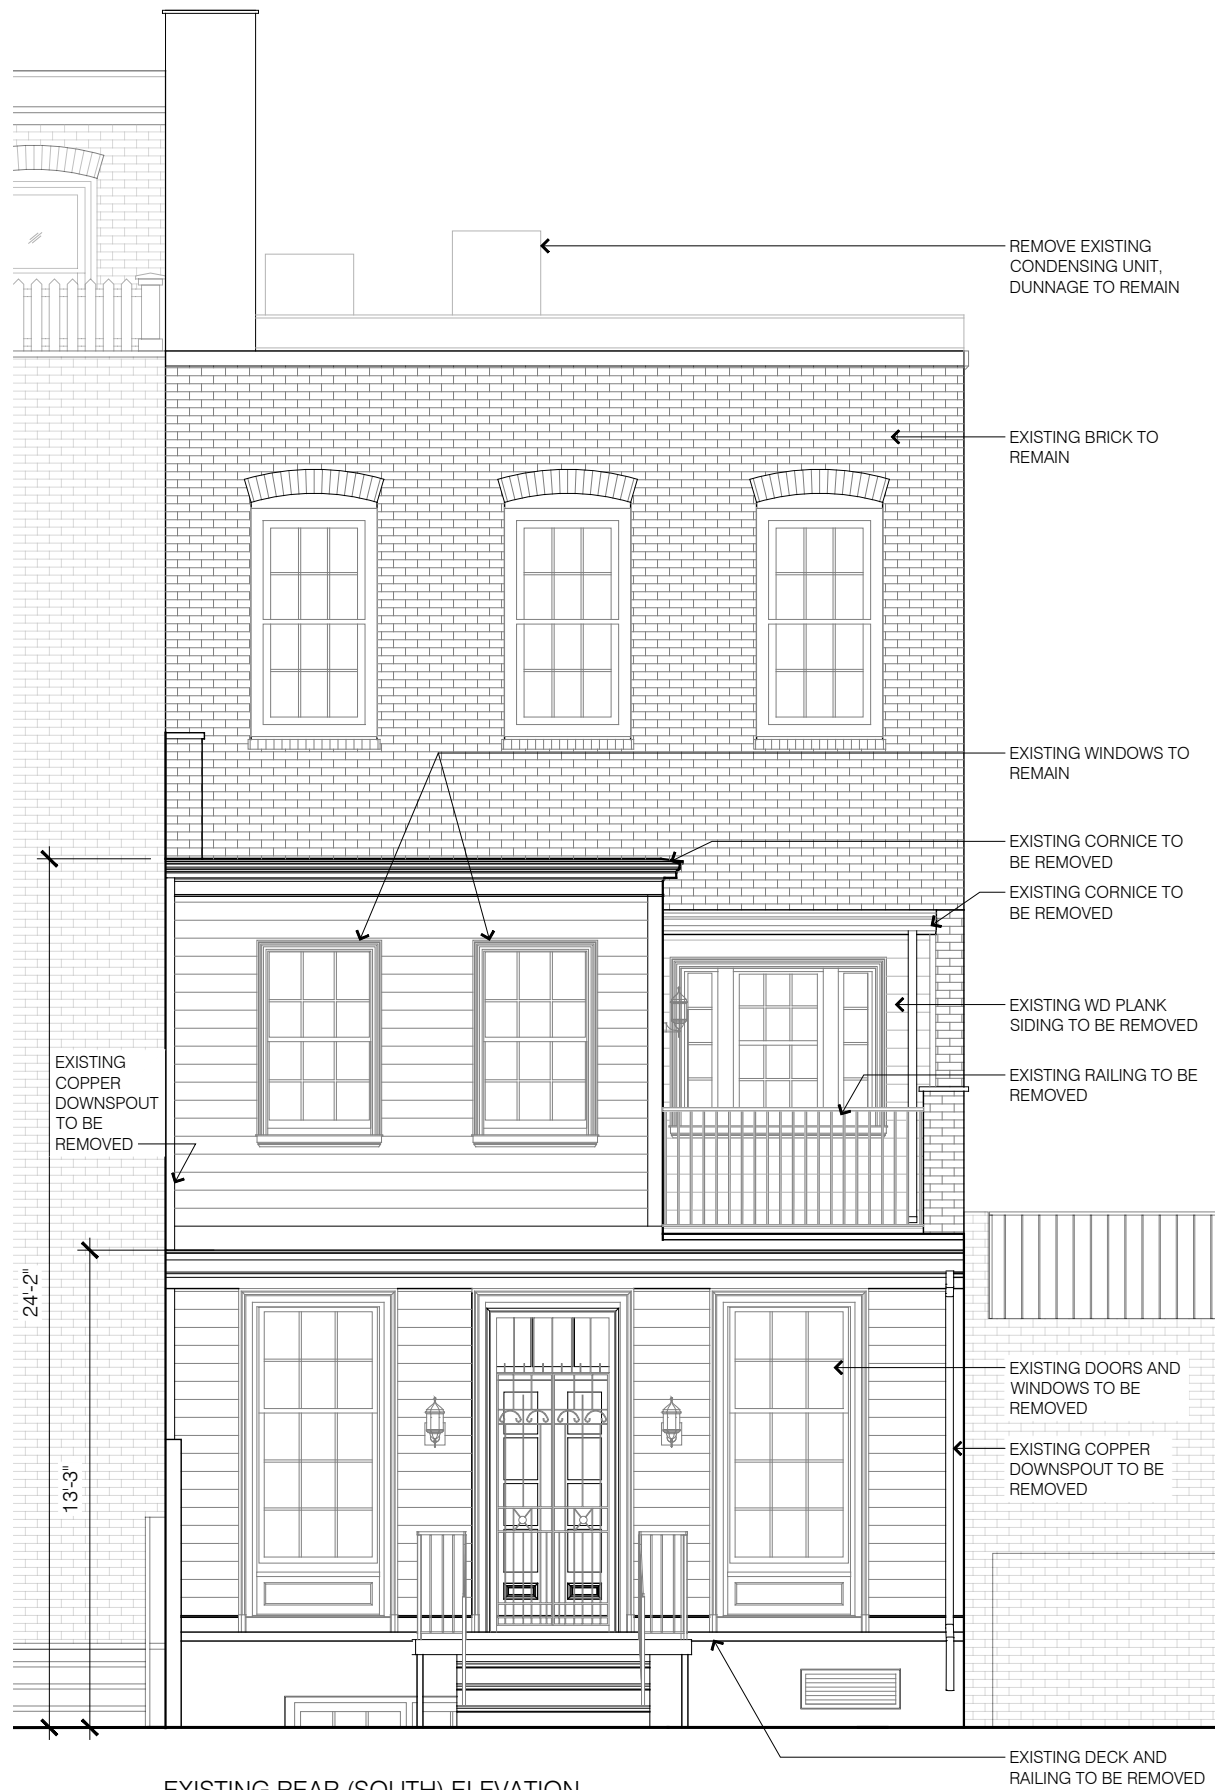 REMOVE EXISTING
CONDENSING UNIT,
DUNNAGE TO REMAIN
EXISTING BRICK TO
REMAIN
EXISTING WINDOWS TO
REMAIN
EXISTING CORNICE TO
BE REMOVED
EXISTING CORNICE TO
BE REMOVED
EXISTING WD PLANK
SIDING TO BE REMOVED
EXISTING
COPPER
DOWNSPOUT
TO BE
REMOVED
EXISTING RAILING TO BE
REMOVED
24'-2"
13'-3"
EXISTING DOORS AND
WINDOWS TO BE
REMOVED
EXISTING COPPER
DOWNSPOUT TO BE
REMOVED
EXISTING DECK AND
RAILING TO BE REMOVED
EXISTING REAR (SOUTH) ELEVATION